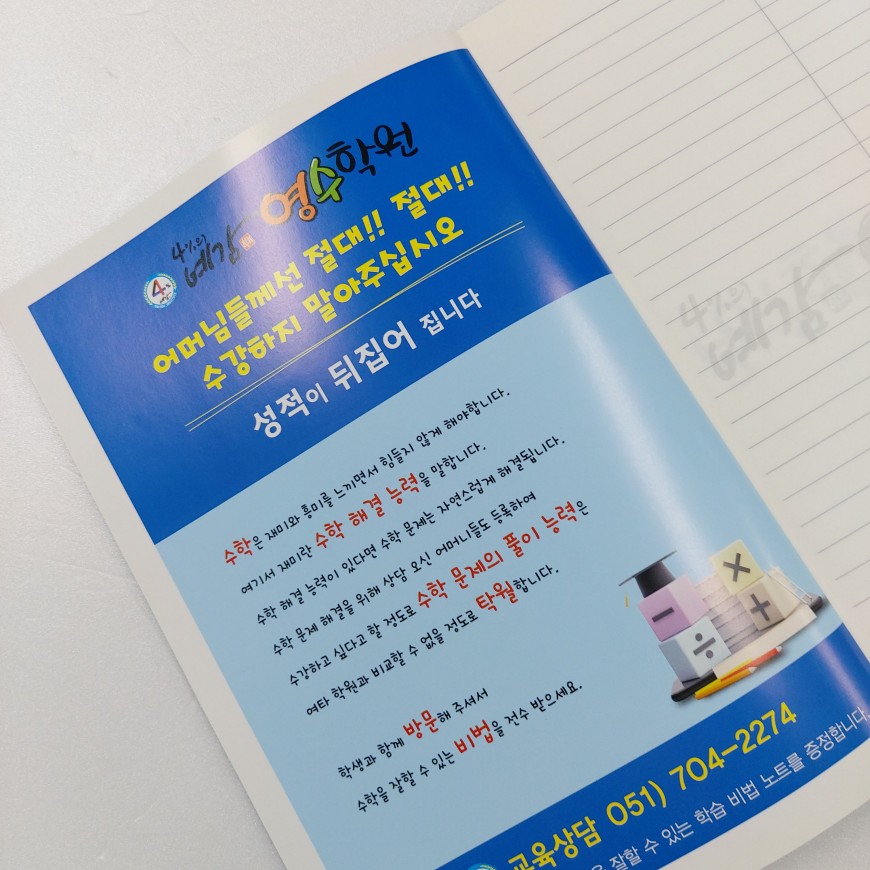 4%의
예감 영수학원
어머님들께선 절대!! 절대!!
수강하지 말아주십시오
성적이 뒤집어 집니다
수학은 재미와 흥미를 느끼면서 힘들지 않게 해야합니다.
여기서 재미란 수학 해결 능력을 말합니다.
수학 해결 능력이 있다면 수학 문제는 자연스럽게 해결됩니다.
수학 문제 해결을 위해 상담 오신 어머니들도 등록하여
수강하고 싶다고 할 정도로 수학 문제의 풀이 능력은
여타 학원과 비교할 수 없을 정도로 탁월합니다.
학생과 함께 방문해 주셔서
수학을 잘할 수 있는 비법을 전수 받으세요.
- ÷ × +
교육상담 051) 704-2274
잘할 수 있는 학습 비법 노트를 증정합니다.
4%의
예감